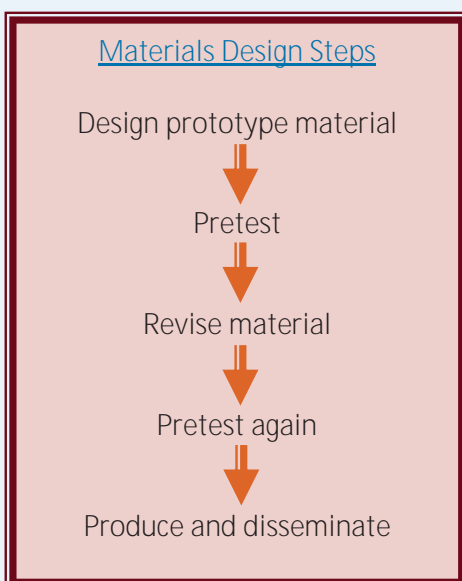 Materials Design Steps
Design prototype material
Pretest
Revise material
Pretest again
Produce and disseminate